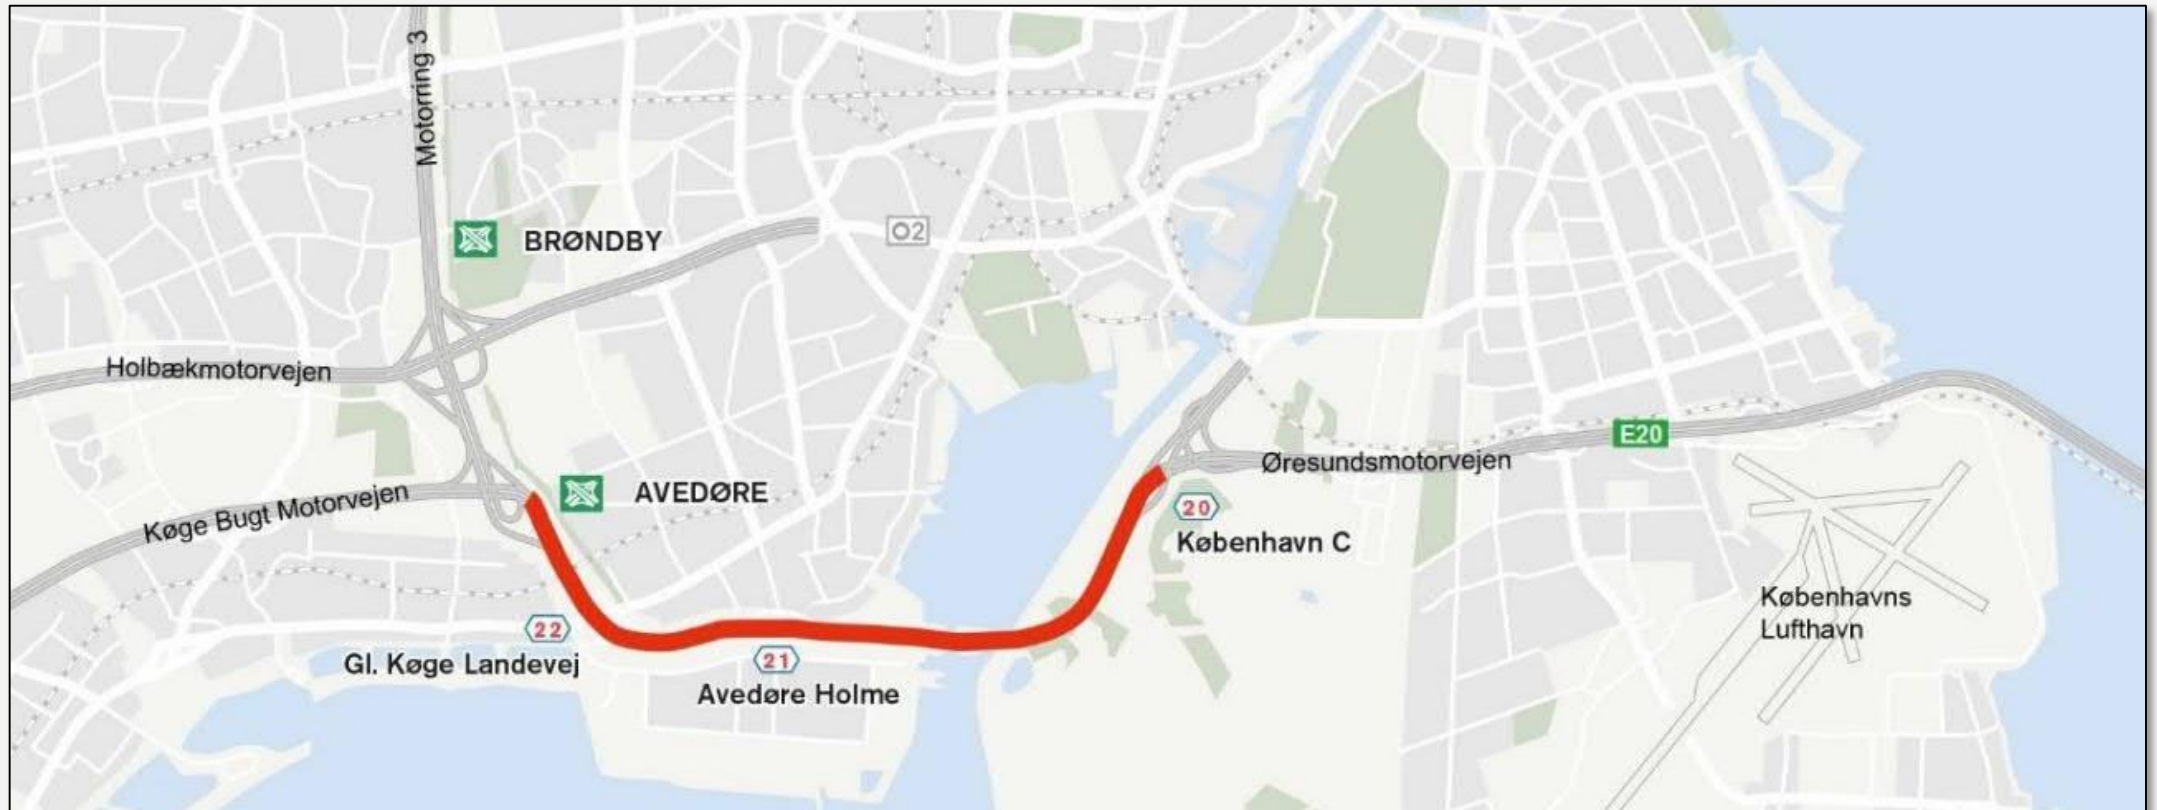 Motorring 3
BRØNDBY
O2
Holbækmotorvejen
E20
Øresundsmotorvejen
Køge Bugt Motorvejen
AVEDØRE
20
København C
Københavns
Lufthavn
22
Gl. Køge Landevej
21
Avedøre Holme